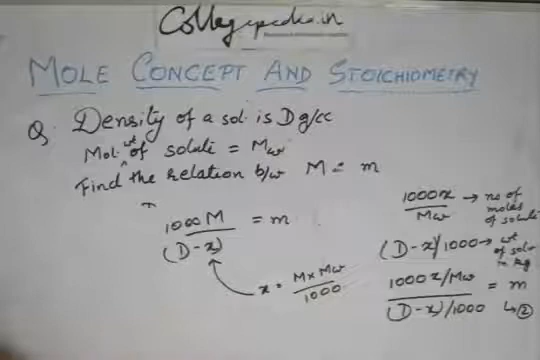 Collegepedia.in
MOLE CONCEPT AND STOICHIOMETRY
Q. Density of a sol. is D g/cc
Mol. wt of solute = Mw
Find the relation b/w M = m
1000 M / (D - x) = m
x = M x Mw / 1000
1000x / Mw → no of moles of solute
(D - x)/1000 → wt of solv in kg
1000x/Mw / (D - x)/1000 = m
↳ ②